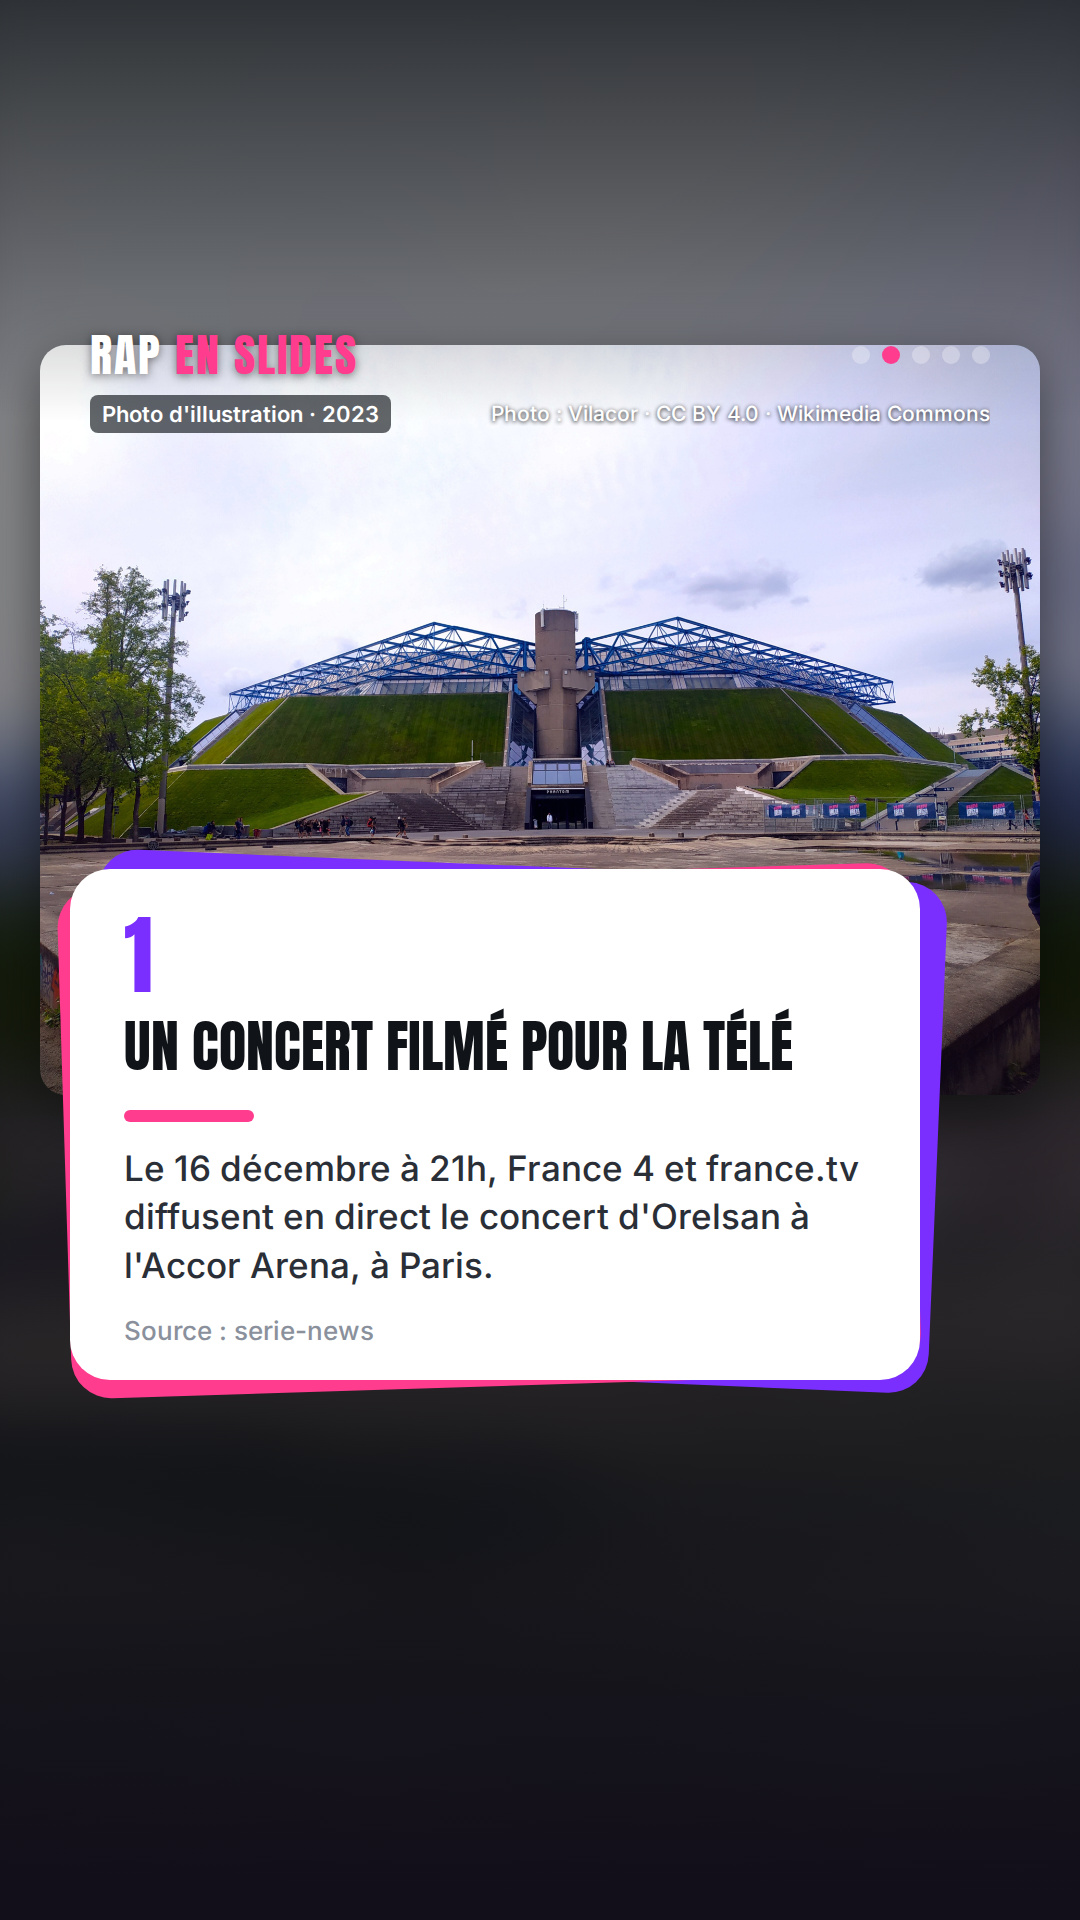 RAP EN SLIDES
Photo d'illustration · 2023
Photo : Vilacor · CC BY 4.0 · Wikimedia Commons
1
UN CONCERT FILMÉ POUR LA TÉLÉ
Le 16 décembre à 21h, France 4 et france.tv
diffusent en direct le concert d'Orelsan à
l'Accor Arena, à Paris.
Source : serie-news